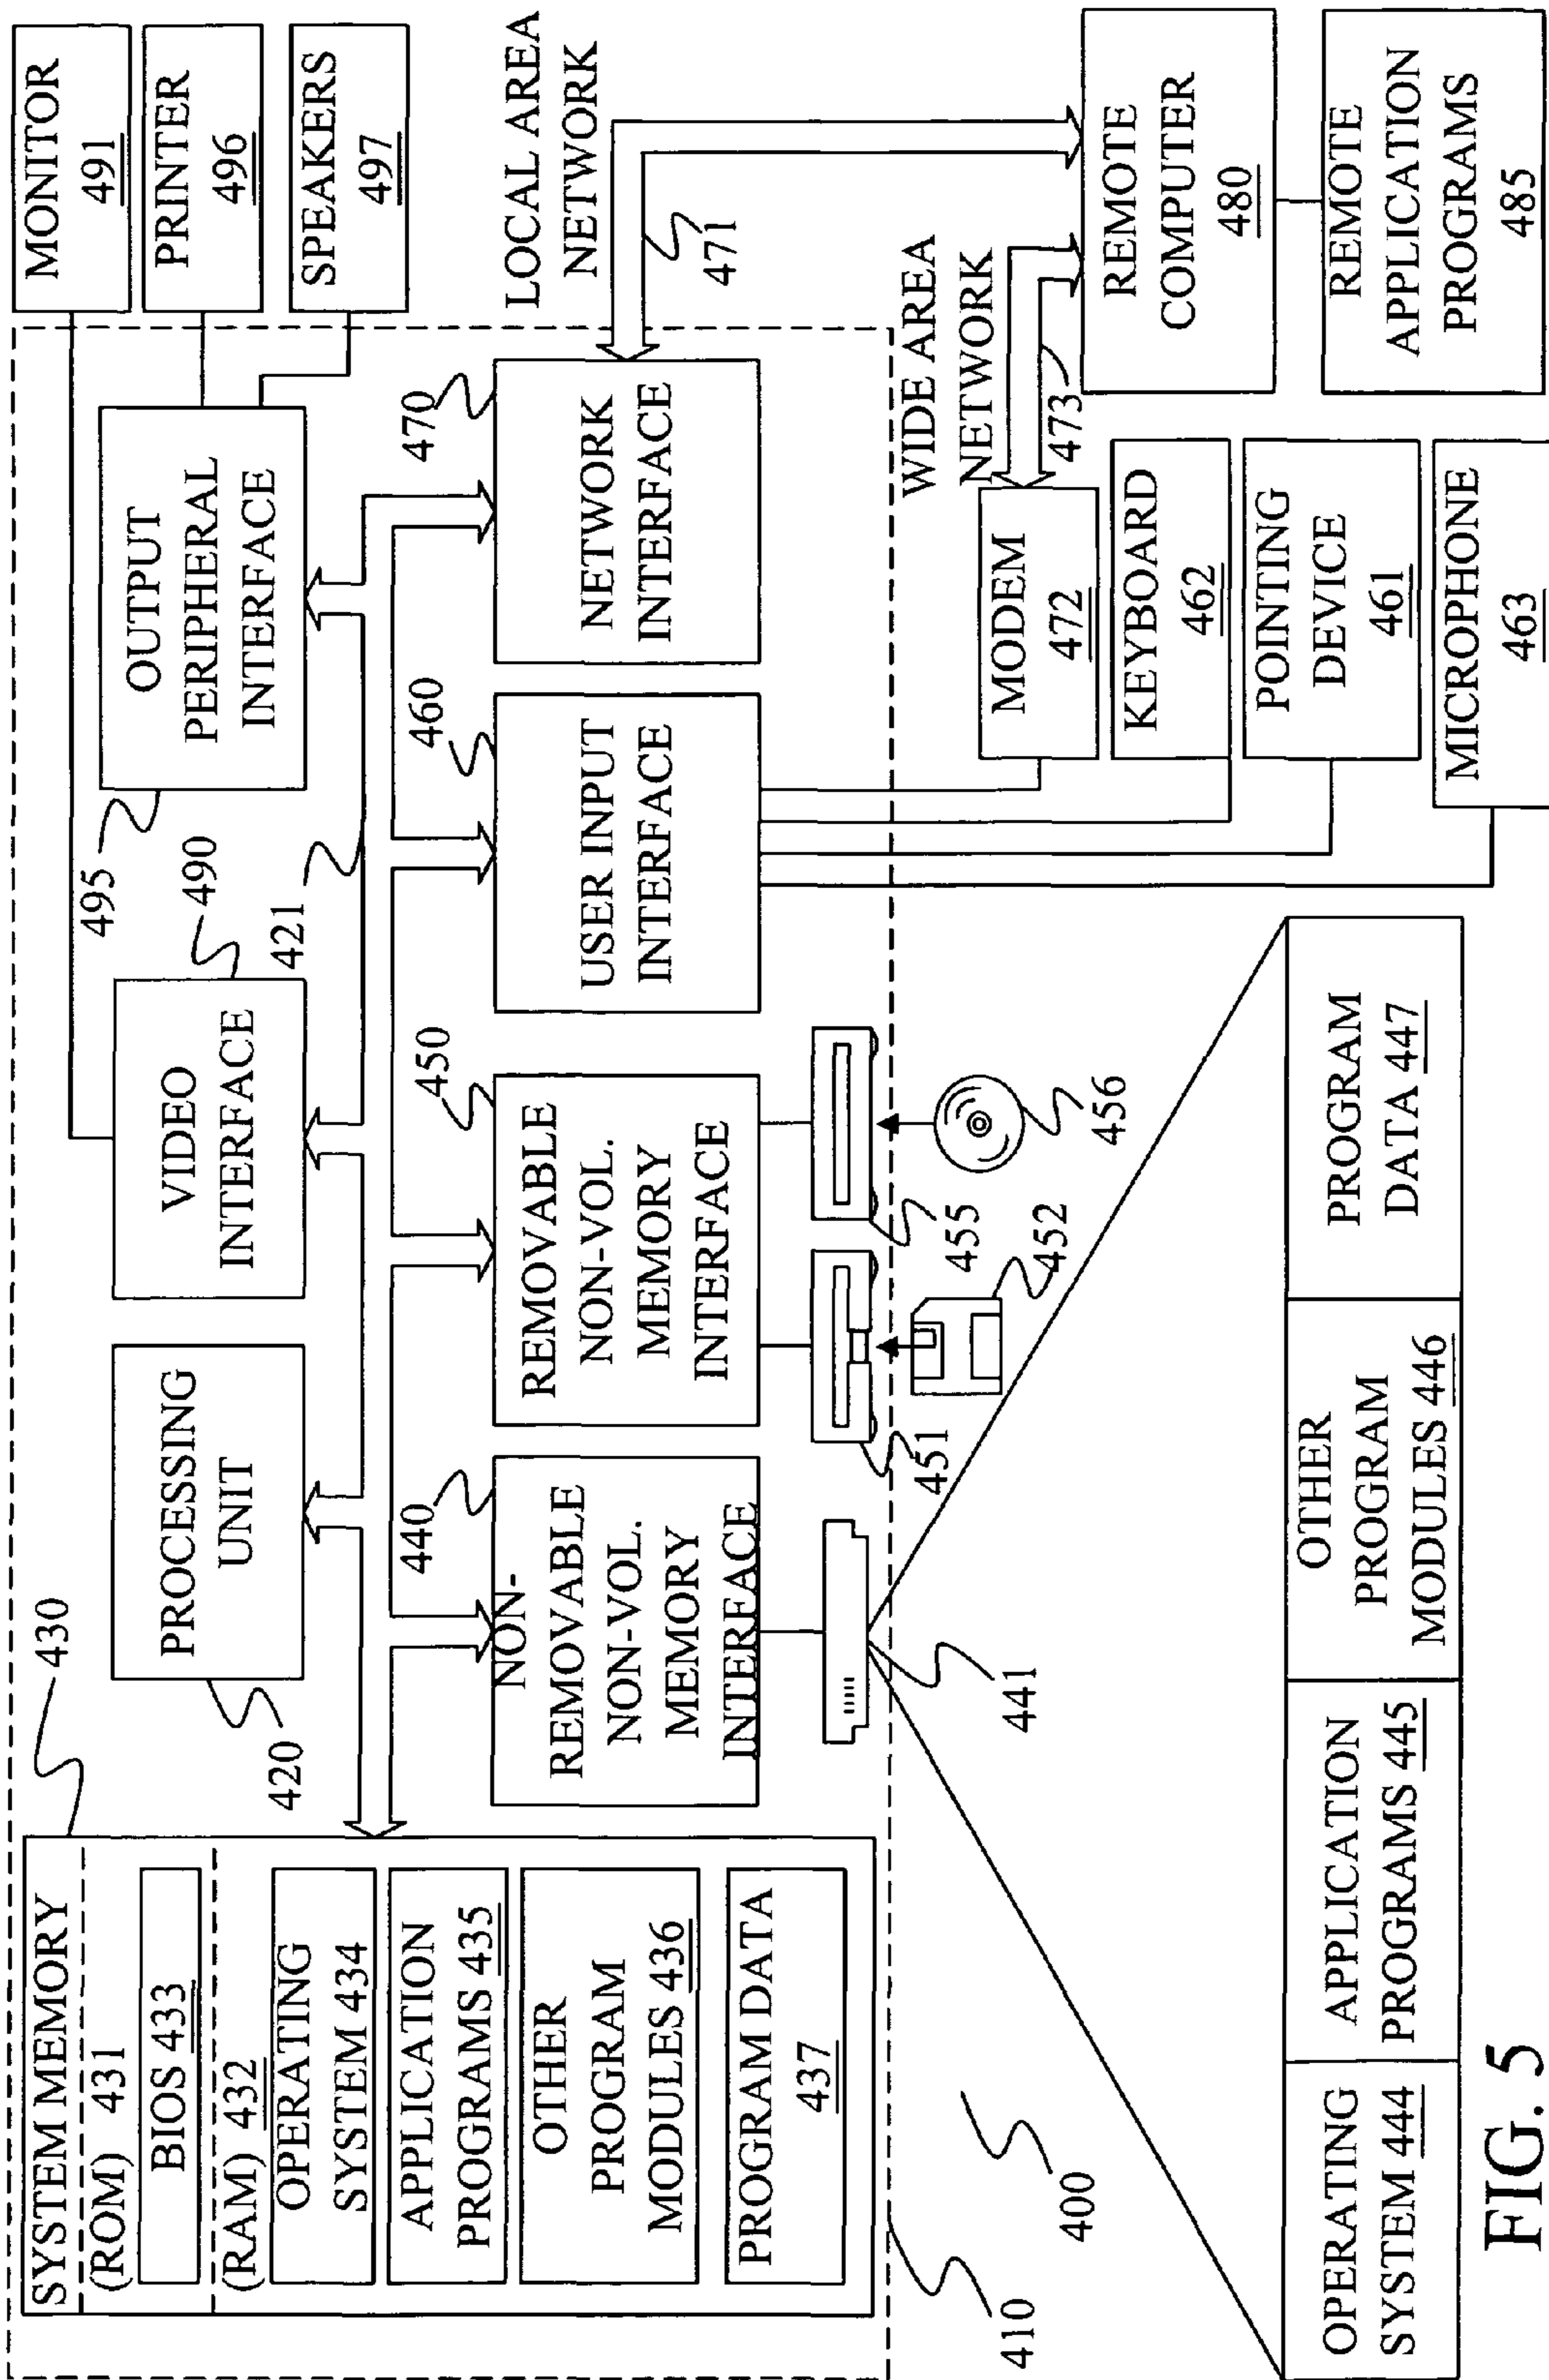 SYSTEM MEMORY
430
(ROM) 431
BIOS 433
(RAM) 432
OPERATING
SYSTEM 434
APPLICATION
PROGRAMS 435
OTHER
PROGRAM
MODULES 436
PROGRAM DATA
437
PROCESSING
UNIT
420
VIDEO
INTERFACE
490
421
OUTPUT
PERIPHERAL
INTERFACE
495
MONITOR
491
PRINTER
496
SPEAKERS
497
NON-
REMOVABLE
NON-VOL.
MEMORY
INTERFACE
440
REMOVABLE
NON-VOL.
MEMORY
INTERFACE
450
USER INPUT
INTERFACE
460
NETWORK
INTERFACE
470
LOCAL AREA
NETWORK
471
WIDE AREA
NETWORK
473
441
451
452
455
456
MODEM
472
KEYBOARD
462
POINTING
DEVICE
461
MICROPHONE
463
REMOTE
COMPUTER
480
REMOTE
APPLICATION
PROGRAMS
485
410
400
OPERATING
SYSTEM 444
APPLICATION
PROGRAMS 445
OTHER
PROGRAM
MODULES 446
PROGRAM
DATA 447
FIG. 5